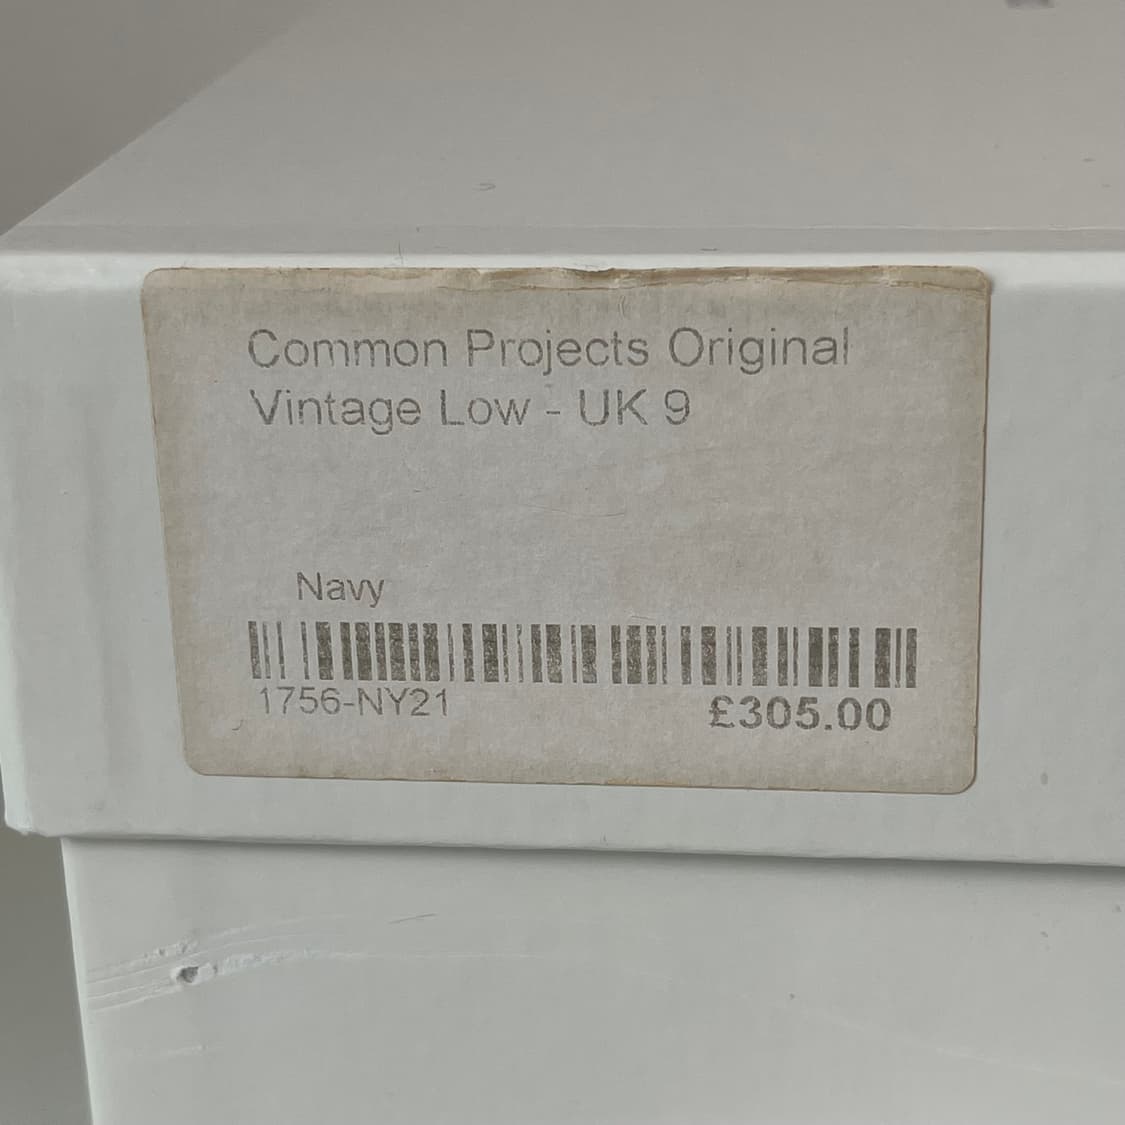 Common Projects Original
Vintage Low - UK 9
Navy
1756-NY21
£305.00